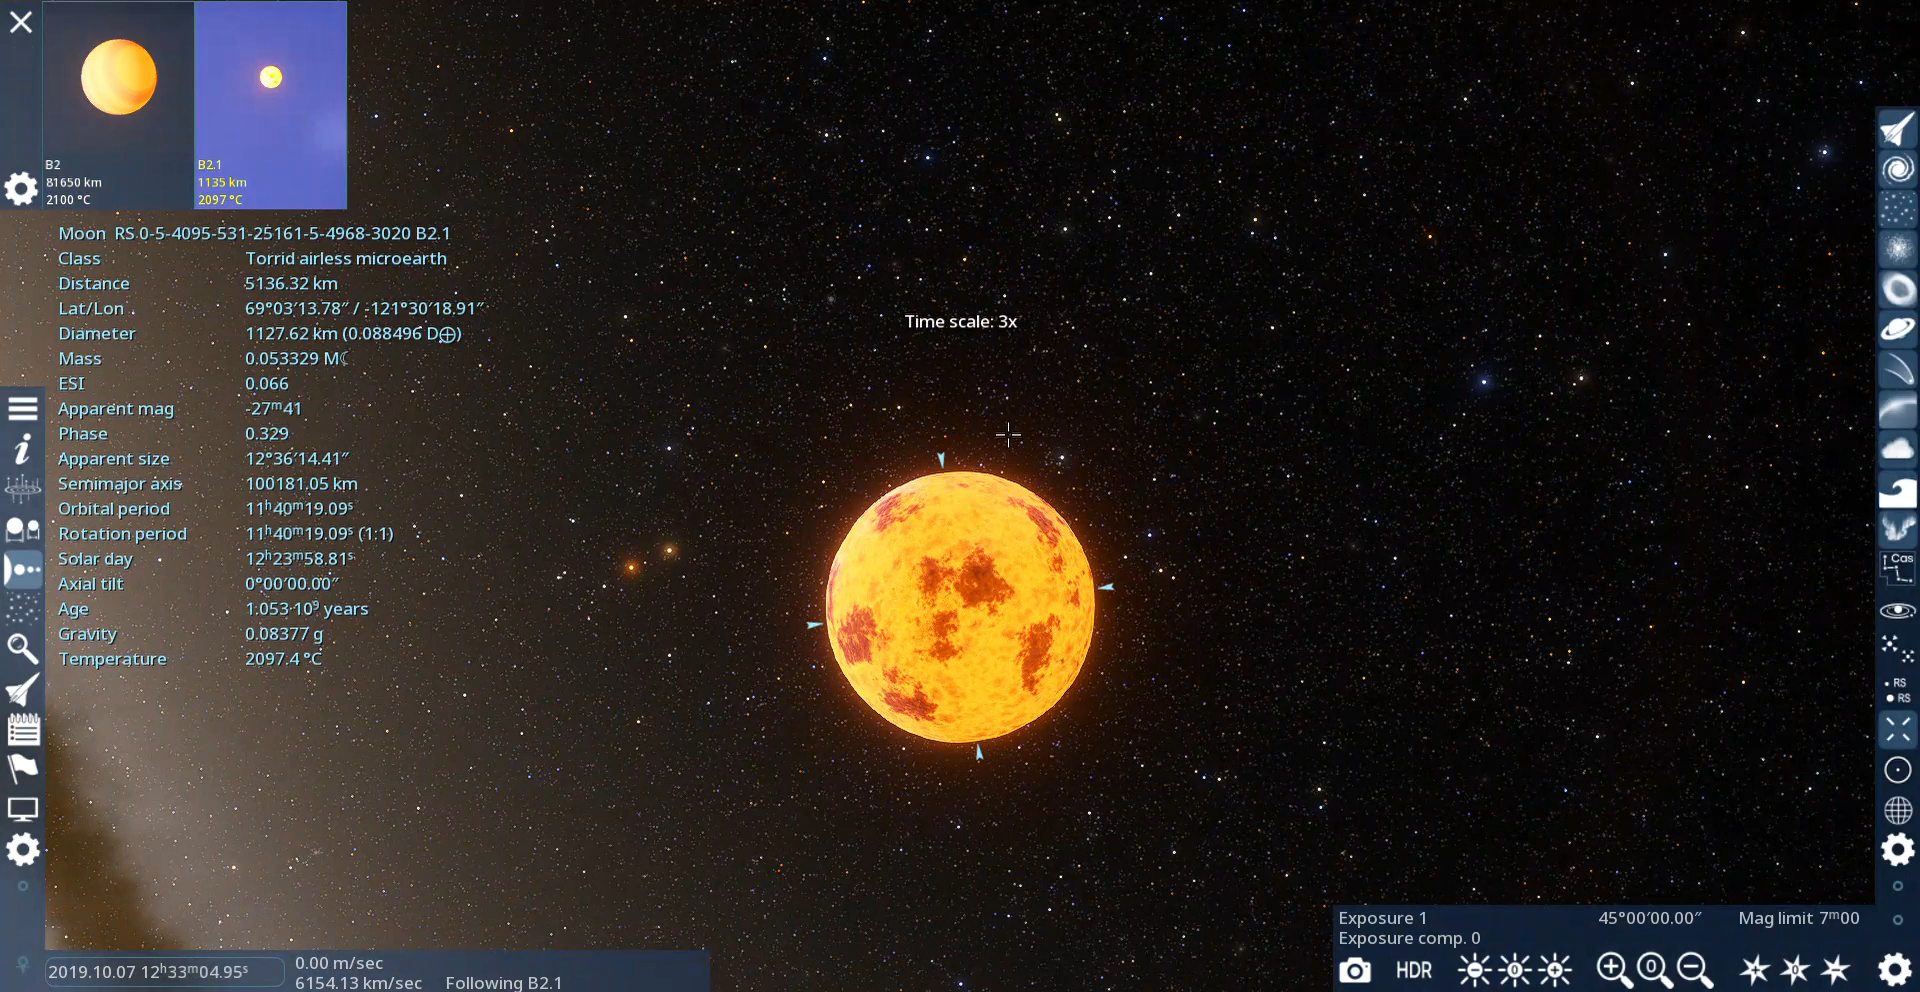 B2
81650 km
2100 °C
B2.1
1135 km
2097 °C
Moon RS 0-5-4095-531-25161-5-4968-3020 B2.1
Class Torrid airless microearth
Distance 5136.32 km
Lat/Lon 69°03′13.78″ / -121°30′18.91″
Diameter 1127.62 km (0.088496 D⊕)
Mass 0.053329 M☾
ESI 0.066
Apparent mag -27ᵐ41
Phase 0.329
Apparent size 12°36′14.41″
Semimajor axis 100181.05 km
Orbital period 11ʰ40ᵐ19.09ˢ
Rotation period 11ʰ40ᵐ19.09ˢ (1:1)
Solar day 12ʰ23ᵐ58.81ˢ
Axial tilt 0°00′00.00″
Age 1.053·10⁹ years
Gravity 0.08377 g
Temperature 2097.4 °C
Time scale: 3x
Cas
RS
RS
2019.10.07 12ʰ33ᵐ04.95ˢ
0.00 m/sec
6154.13 km/sec Following B2.1
Exposure 1 45°00′00.00″ Mag limit 7ᵐ00
Exposure comp. 0
HDR
0
0